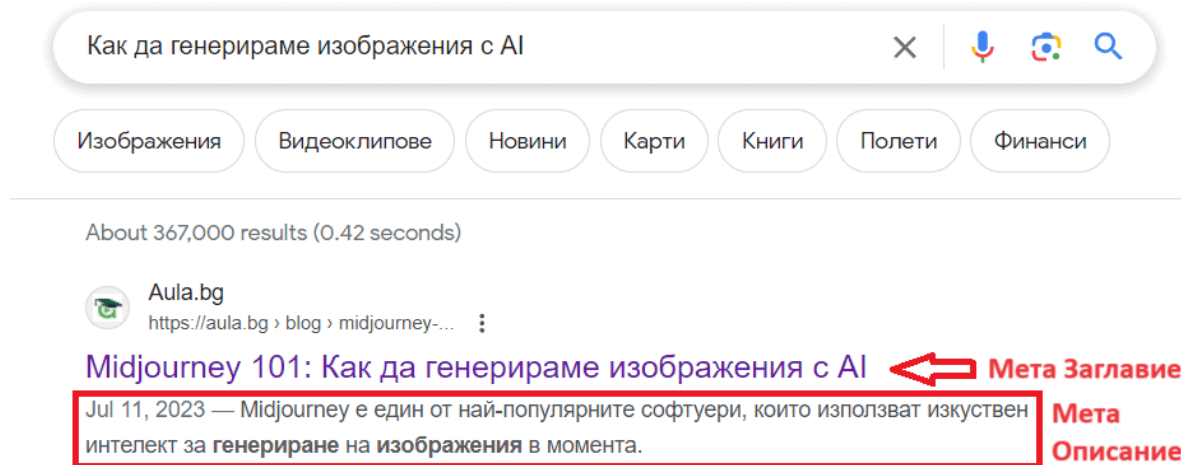 Как да генерираме изображения с AI
Изображения Видеоклипове Новини Карти Книги Полети Финанси
About 367,000 results (0.42 seconds)
Aula.bg
https://aula.bg › blog › midjourney-...
Midjourney 101: Как да генерираме изображения с AI
Мета Заглавие
Jul 11, 2023 — Midjourney е един от най-популярните софтуери, които използват изкуствен
интелект за генериране на изображения в момента.
Мета
Описание